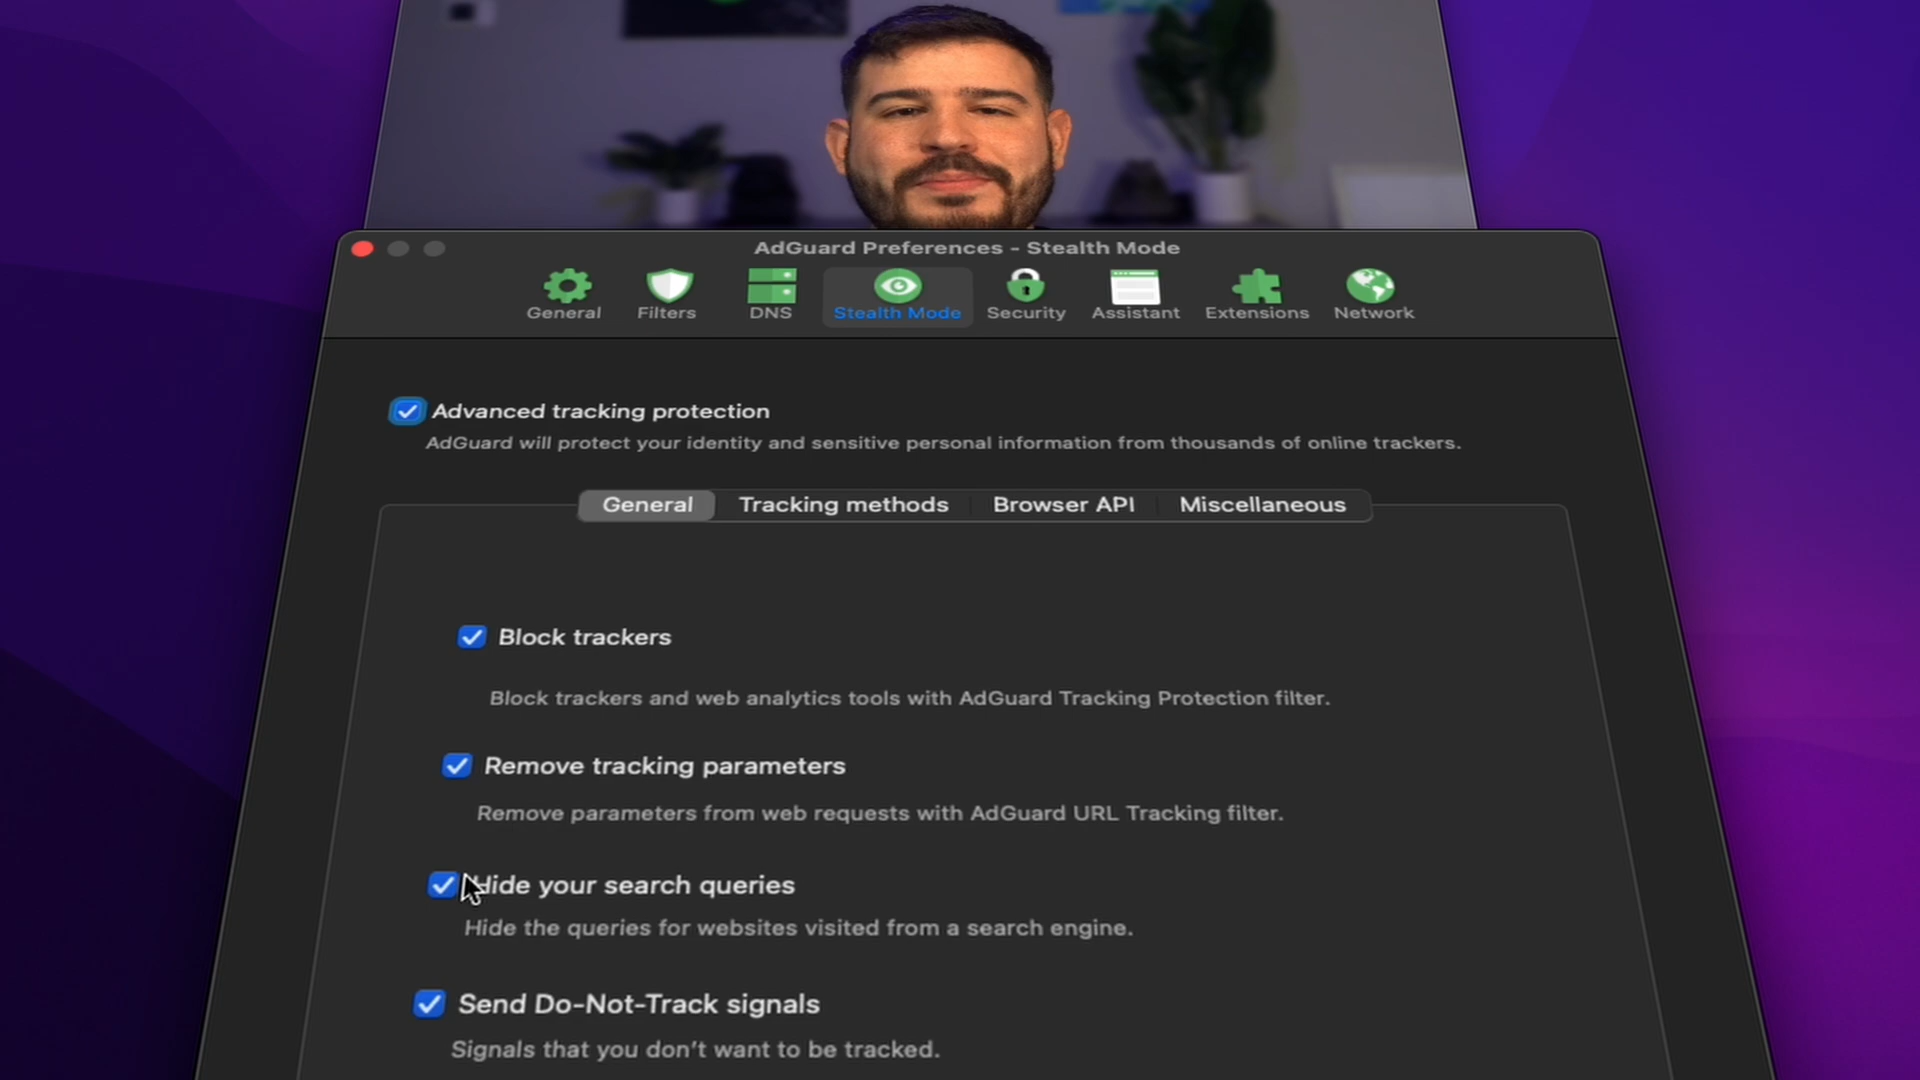 AdGuard Preferences - Stealth Mode
General Filters DNS Stealth Mode Security Assistant Extensions Network
Advanced tracking protection
AdGuard will protect your identity and sensitive personal information from thousands of online trackers.
General Tracking methods Browser API Miscellaneous
Block trackers
Block trackers and web analytics tools with AdGuard Tracking Protection filter.
Remove tracking parameters
Remove parameters from web requests with AdGuard URL Tracking filter.
Hide your search queries
Hide the queries for websites visited from a search engine.
Send Do-Not-Track signals
Signals that you don't want to be tracked.